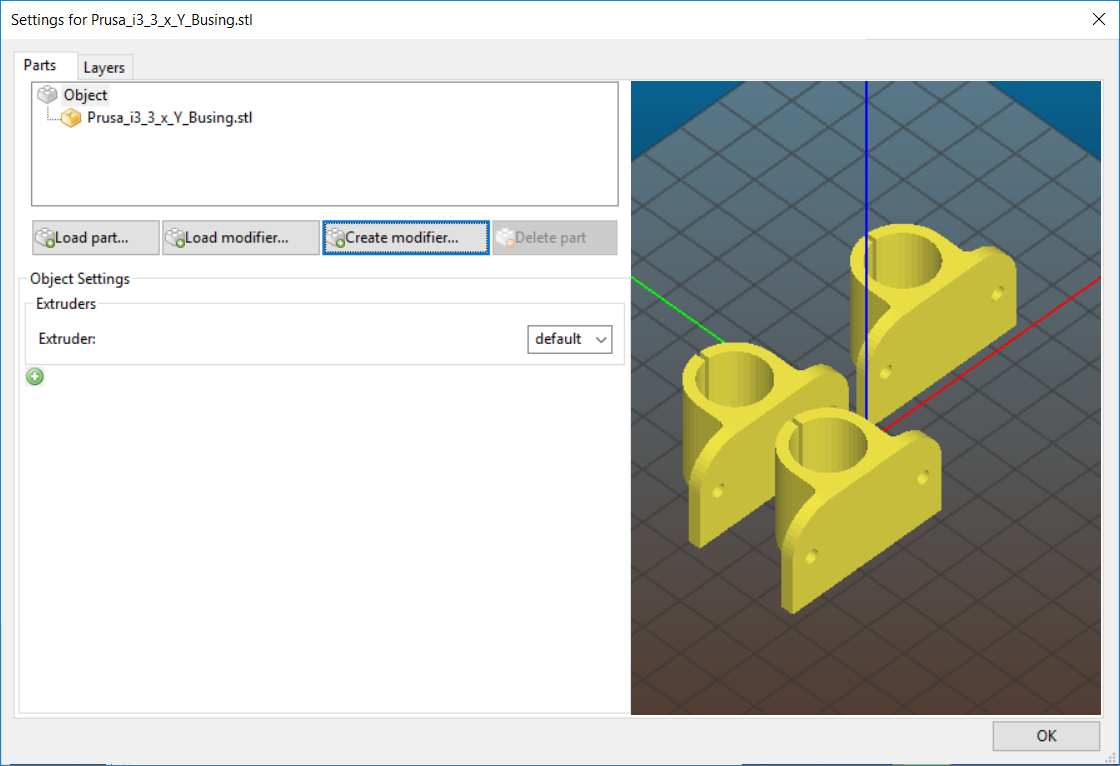 Settings for Prusa_i3_3_x_Y_Busing.stl
Parts
Layers
Object
Prusa_i3_3_x_Y_Busing.stl
Load part...
Load modifier...
Create modifier...
Delete part
Object Settings
Extruders
Extruder:
default
OK